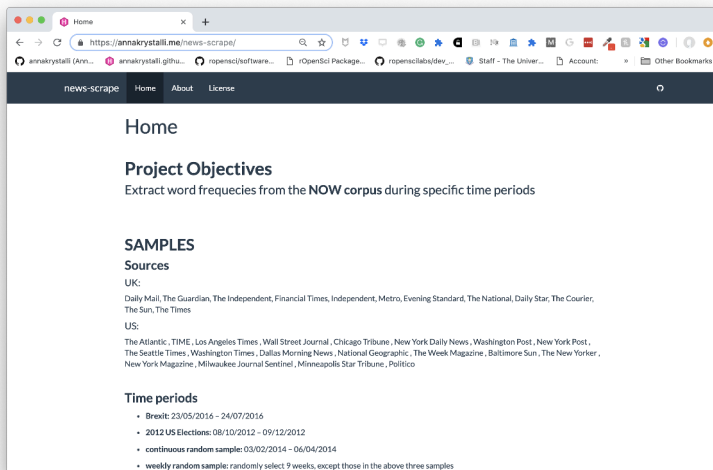 Home
https://annakrystalli.me/news-scrape/
annakrystalli (Ann...
annakrystalli.githu...
ropensci/software...
rOpenSci Package...
ropenscilabs/dev_...
Staff - The Univer...
Account:
»
Other Bookmarks
news-scrape
Home
About
License
Home
Project Objectives
Extract word frequecies from the NOW corpus during specific time periods
SAMPLES
Sources
UK:
Daily Mail, The Guardian, The Independent, Financial Times, Independent, Metro, Evening Standard, The National, Daily Star, The Courier,
The Sun, The Times
US:
The Atlantic , TIME , Los Angeles Times , Wall Street Journal , Chicago Tribune , New York Daily News , Washington Post , New York Post ,
The Seattle Times , Washington Times , Dallas Morning News , National Geographic , The Week Magazine , Baltimore Sun , The New Yorker ,
New York Magazine , Milwaukee Journal Sentinel , Minneapolis Star Tribune , Politico
Time periods
• Brexit: 23/05/2016 – 24/07/2016
• 2012 US Elections: 08/10/2012 – 09/12/2012
• continuous random sample: 03/02/2014 – 06/04/2014
• weekly random sample: randomly select 9 weeks, except those in the above three samples